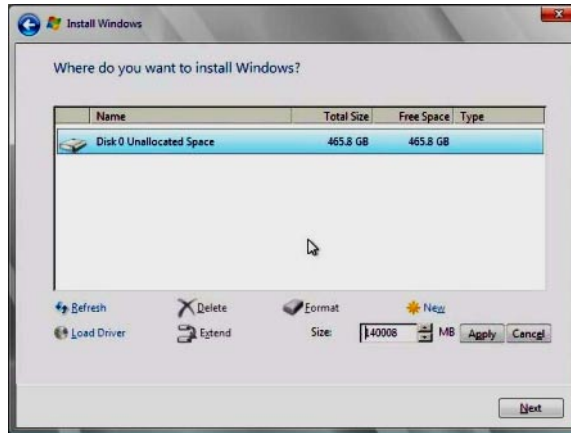 Install Windows
Where do you want to install Windows?
Name Total Size Free Space Type
Disk 0 Unallocated Space 465.8 GB 465.8 GB
Refresh Delete Format New
Load Driver Extend Size: 140008 MB Apply Cancel
Next